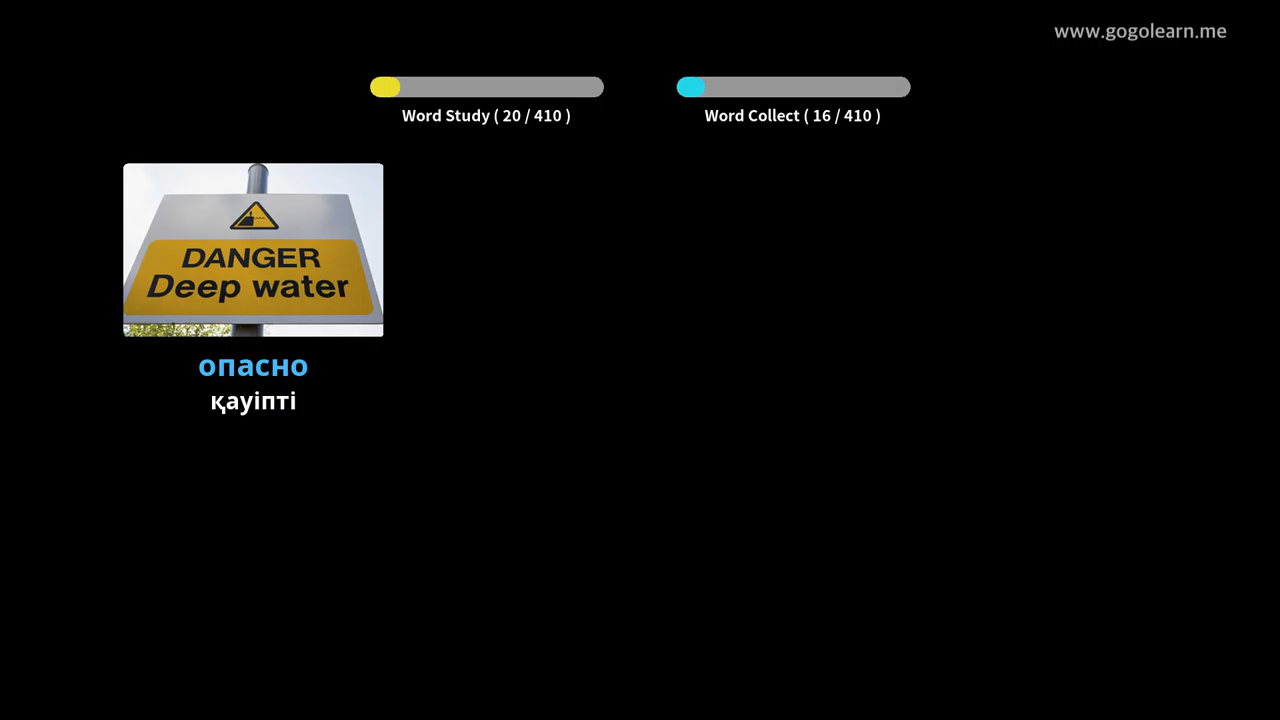 www.gogolearn.me
Word Study ( 20 / 410 )
Word Collect ( 16 / 410 )
DANGER
Deep water
опасно
қауіпті